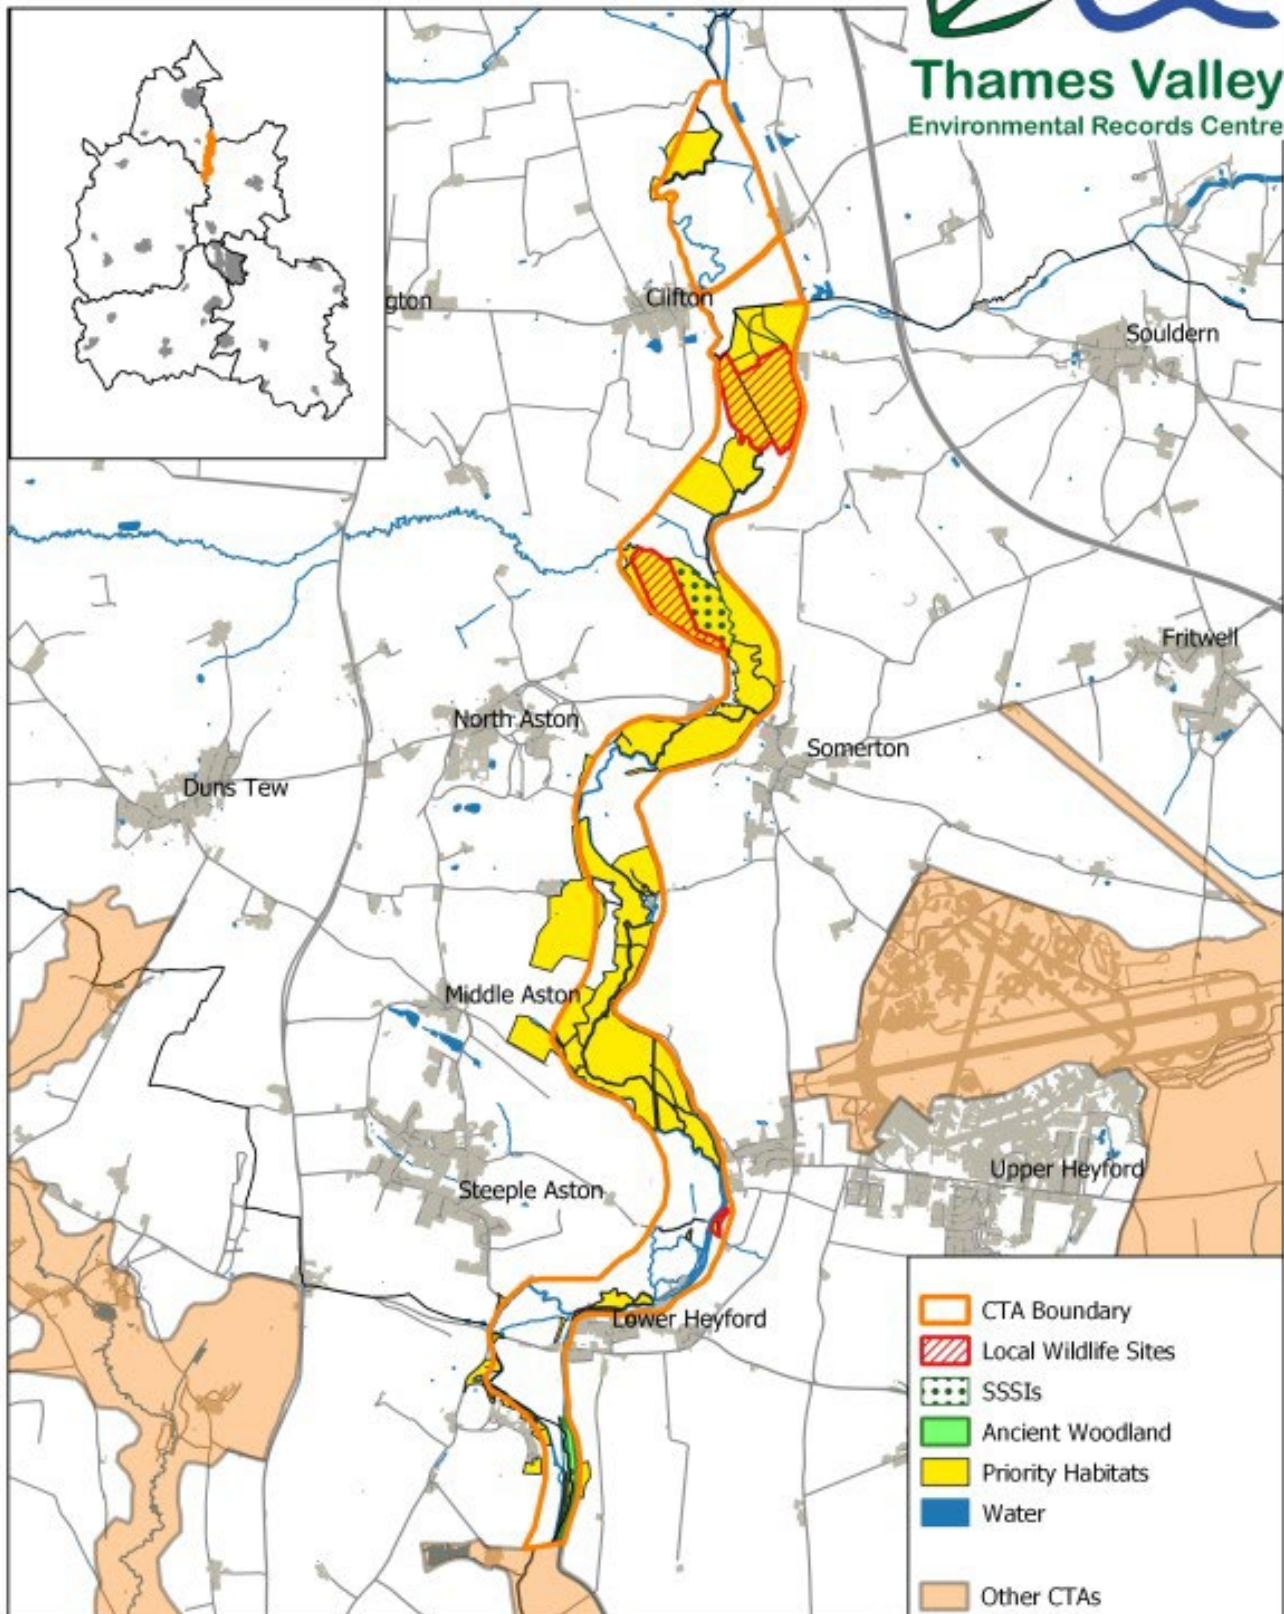 Thames Valley
Environmental Records Centre
gton
Clifton
Souldern
Fritwell
North Aston
Somerton
Duns Tew
Middle Aston
Upper Heyford
Steeple Aston
Lower Heyford
CTA Boundary
Local Wildlife Sites
SSSIs
Ancient Woodland
Priority Habitats
Water
Other CTAs